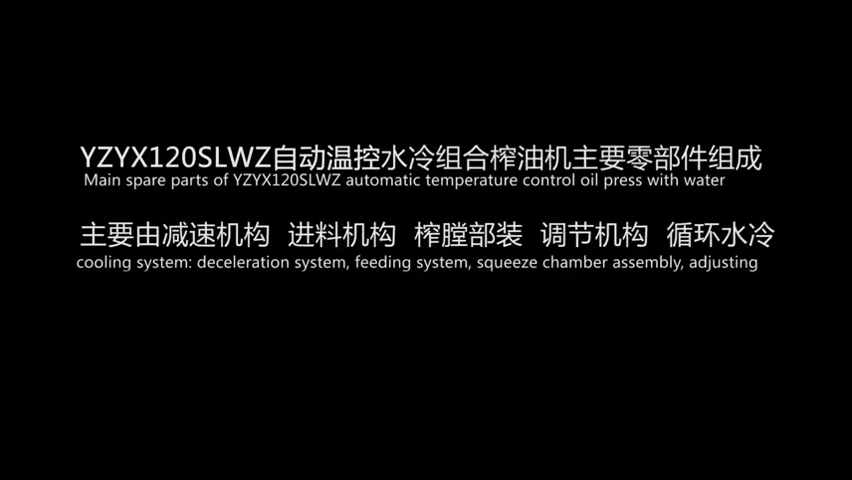 YZYX120SLWZ自动温控水冷组合榨油机主要零部件组成
Main spare parts of YZYX120SLWZ automatic temperature control oil press with water
主要由减速机构 进料机构 榨膛部装 调节机构 循环水冷
cooling system: deceleration system, feeding system, squeeze chamber assembly, adjusting